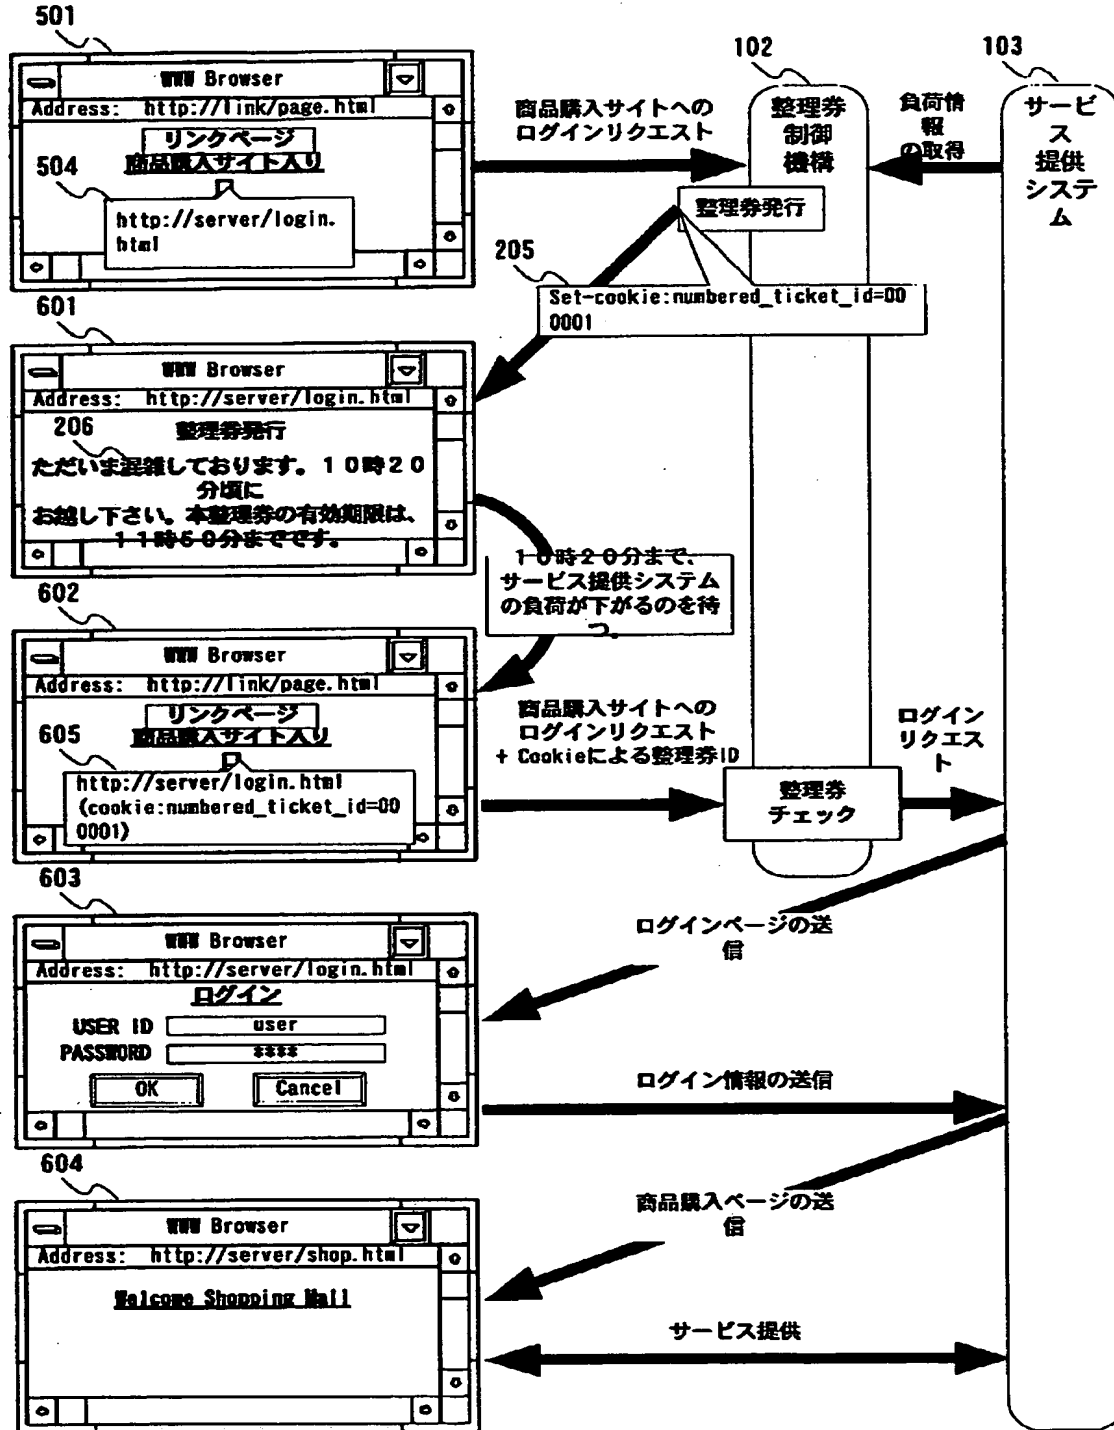 501
WWW Browser
Address: http://link/page.html
リンクページ
商品購入サイト入り
504
http://server/login.
html
商品購入サイトへの
ログインリクエスト
102
整理券
制御
機構
負荷情
報
の取得
103
サービ
ス
提供
システ
ム
整理券発行
205
Set-cookie:numbered_ticket_id=00
0001
601
WWW Browser
Address: http://server/login.html
206
整理券発行
ただいま混雑しております。10時20
分頃に
お越し下さい。本整理券の有効期限は、
11時50分までです。
10時20分まで、
サービス提供システム
の負荷が下がるのを待
つ。
602
WWW Browser
Address: http://link/page.html
リンクページ
商品購入サイト入り
605
http://server/login.html
(cookie:numbered_ticket_id=00
0001)
商品購入サイトへの
ログインリクエスト
+ Cookieによる整理券ID
整理券
チェック
ログイン
リクエス
ト
603
WWW Browser
Address: http://server/login.html
ログイン
USER ID user
PASSWORD ****
OK Cancel
ログインページの送
信
ログイン情報の送信
604
WWW Browser
Address: http://server/shop.html
Welcome Shopping Mall
商品購入ページの送
信
サービス提供